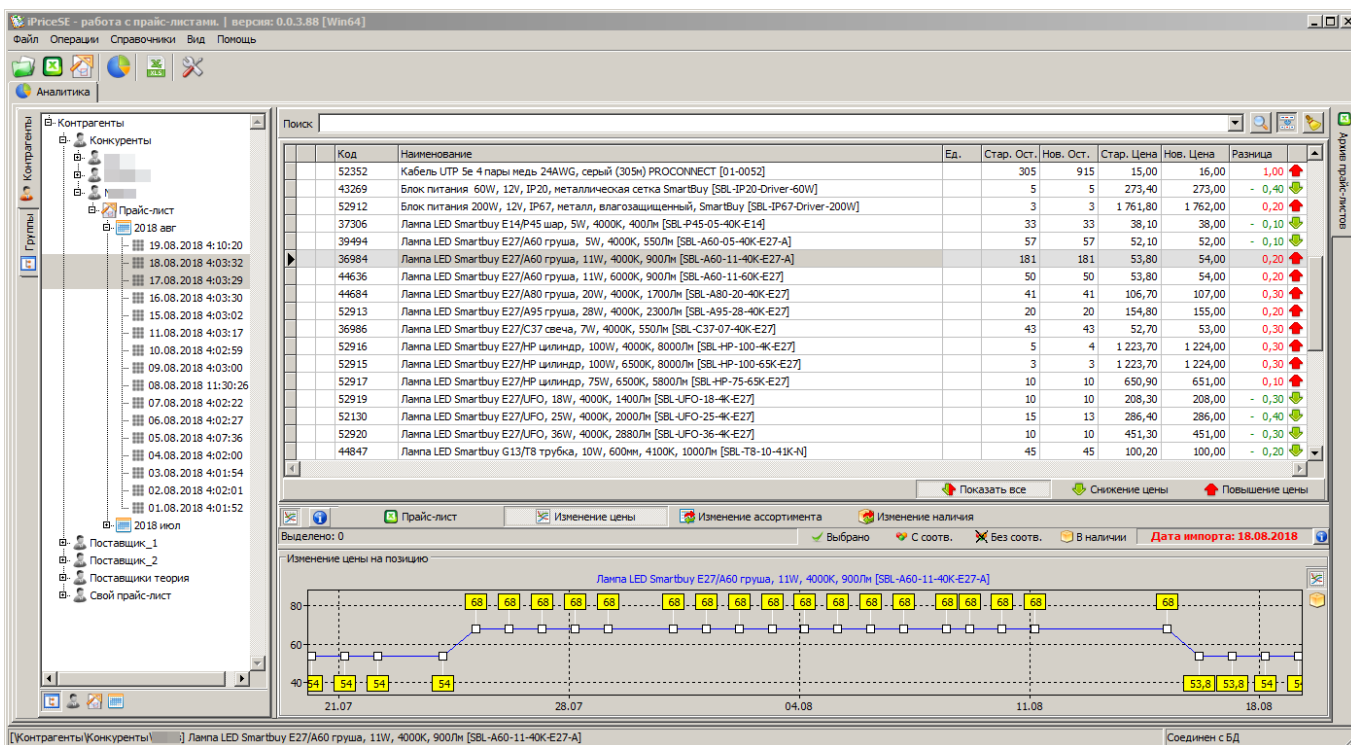 iPriceSE - работа с прайс-листами. | версия: 0.0.3.88 [Win64]
Файл Операции Справочники Вид Помощь
Аналитика
Контрагенты
Группы
Контрагенты
Конкуренты
Прайс-лист
2018 авг
19.08.2018 4:10:20
18.08.2018 4:03:32
17.08.2018 4:03:29
16.08.2018 4:03:30
15.08.2018 4:03:02
11.08.2018 4:03:17
10.08.2018 4:02:59
09.08.2018 4:03:00
08.08.2018 11:30:26
07.08.2018 4:02:22
06.08.2018 4:02:27
05.08.2018 4:07:36
04.08.2018 4:02:00
03.08.2018 4:01:54
02.08.2018 4:02:01
01.08.2018 4:01:52
2018 июл
Поставщик_1
Поставщик_2
Поставщики теория
Свой прайс-лист
Поиск
Архив прайс-листов
Код Наименование Ед. Стар. Ост. Нов. Ост. Стар. Цена Нов. Цена Разница
52352 Кабель UTP 5e 4 пары медь 24AWG, серый (305м) PROCONNECT [01-0052] 305 915 15,00 16,00 1,00
43269 Блок питания 60W, 12V, IP20, металлическая сетка SmartBuy [SBL-IP20-Driver-60W] 5 5 273,40 273,00 - 0,40
52912 Блок питания 200W, 12V, IP67, металл, влагозащищенный, SmartBuy [SBL-IP67-Driver-200W] 3 3 1 761,80 1 762,00 0,20
37306 Лампа LED Smartbuy E14/P45 шар, 5W, 4000K, 400Лм [SBL-P45-05-40K-E14] 33 33 38,10 38,00 - 0,10
39494 Лампа LED Smartbuy E27/A60 груша, 5W, 4000K, 550Лм [SBL-A60-05-40K-E27-A] 57 57 52,10 52,00 - 0,10
36984 Лампа LED Smartbuy E27/A60 груша, 11W, 4000K, 900Лм [SBL-A60-11-40K-E27-A] 181 181 53,80 54,00 0,20
44636 Лампа LED Smartbuy E27/A60 груша, 11W, 6000K, 900Лм [SBL-A60-11-60K-E27] 50 50 53,80 54,00 0,20
44684 Лампа LED Smartbuy E27/A80 груша, 20W, 4000K, 1700Лм [SBL-A80-20-40K-E27] 41 41 106,70 107,00 0,30
52913 Лампа LED Smartbuy E27/A95 груша, 28W, 4000K, 2300Лм [SBL-A95-28-40K-E27] 20 20 154,80 155,00 0,20
36986 Лампа LED Smartbuy E27/C37 свеча, 7W, 4000K, 550Лм [SBL-C37-07-40K-E27] 43 43 52,70 53,00 0,30
52916 Лампа LED Smartbuy E27/HP цилиндр, 100W, 4000K, 8000Лм [SBL-HP-100-4K-E27] 5 4 1 223,70 1 224,00 0,30
52915 Лампа LED Smartbuy E27/HP цилиндр, 100W, 6500K, 8000Лм [SBL-HP-100-65K-E27] 3 3 1 223,70 1 224,00 0,30
52917 Лампа LED Smartbuy E27/HP цилиндр, 75W, 6500K, 5800Лм [SBL-HP-75-65K-E27] 10 10 650,90 651,00 0,10
52919 Лампа LED Smartbuy E27/UFO, 18W, 4000K, 1400Лм [SBL-UFO-18-4K-E27] 10 10 208,30 208,00 - 0,30
52130 Лампа LED Smartbuy E27/UFO, 25W, 4000K, 2000Лм [SBL-UFO-25-4K-E27] 15 13 286,40 286,00 - 0,40
52920 Лампа LED Smartbuy E27/UFO, 36W, 4000K, 2880Лм [SBL-UFO-36-4K-E27] 10 10 451,30 451,00 - 0,30
44847 Лампа LED Smartbuy G13/T8 трубка, 10W, 600мм, 4100K, 1000Лм [SBL-T8-10-41K-N] 45 45 100,20 100,00 - 0,20
Показать все Снижение цены Повышение цены
Прайс-лист Изменение цены Изменение ассортимента Изменение наличия
Выделено: 0 Выбрано С соотв. Без соотв. В наличии Дата импорта: 18.08.2018
Изменение цены на позицию
Лампа LED Smartbuy E27/A60 груша, 11W, 4000K, 900Лм [SBL-A60-11-40K-E27-A]
80 68 68 68 68 68 68 68 68 68 68 68 68 68 68 68 68 68 68
60
40 54 54 54 54 53,8 53,8 54 5
21.07 28.07 04.08 11.08 18.08
[\Контрагенты\Конкуренты\ s] Лампа LED Smartbuy E27/A60 груша, 11W, 4000K, 900Лм [SBL-A60-11-40K-E27-A] Соединен с БД